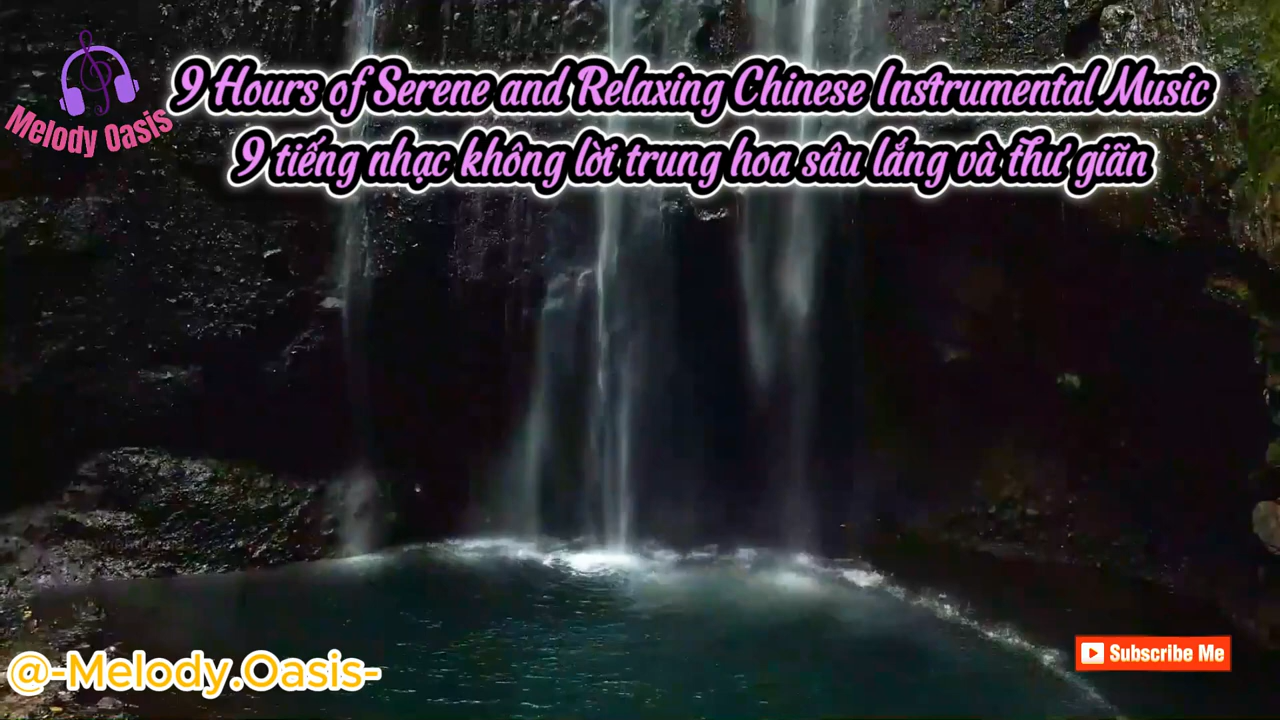 9 Hours of Serene and Relaxing Chinese Instrumental Music
Melody Oasis
9 tiếng nhạc không lời trung hoa sâu lắng và thư giãn
@-Melody.Oasis-
Subscribe Me